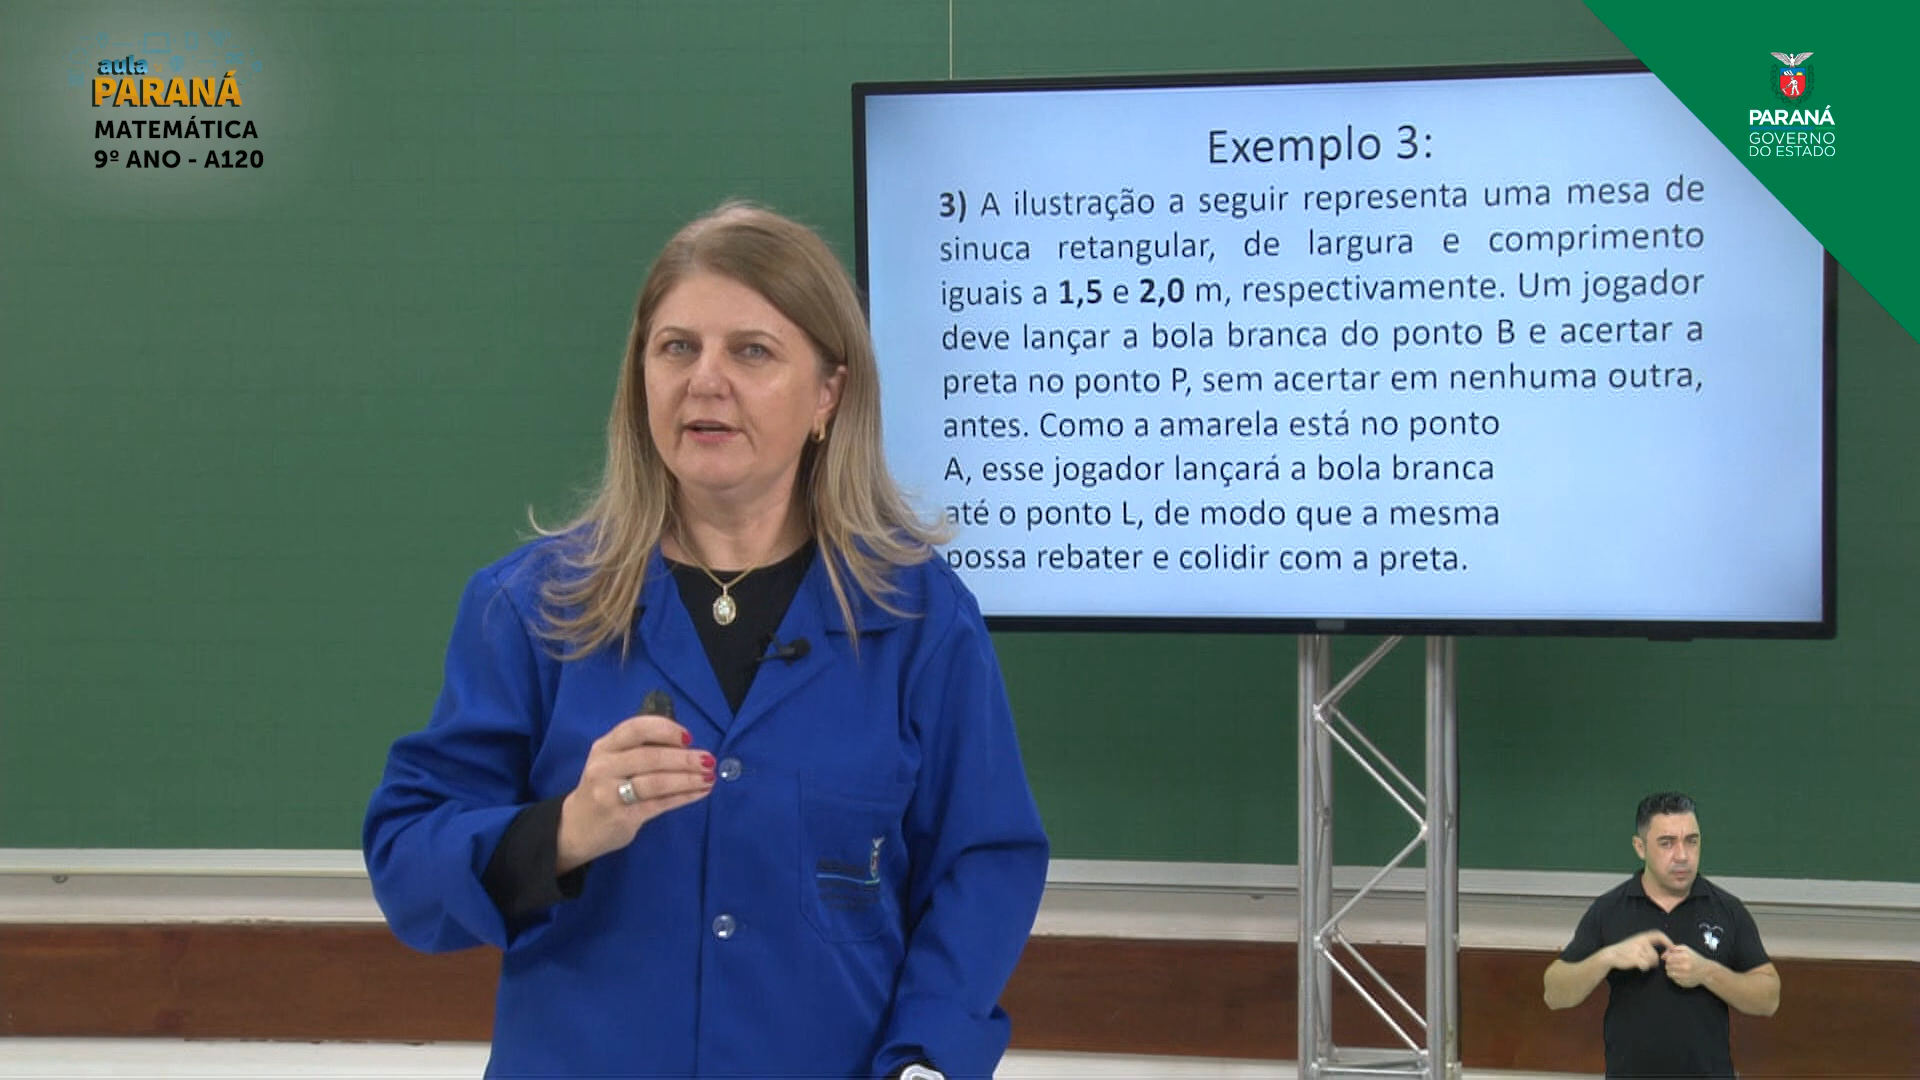 aula
PARANÁ
MATEMÁTICA
9º ANO - A120
PARANÁ
GOVERNO
DO ESTADO
Exemplo 3:
3) A ilustração a seguir representa uma mesa de
sinuca retangular, de largura e comprimento
iguais a 1,5 e 2,0 m, respectivamente. Um jogador
deve lançar a bola branca do ponto B e acertar a
preta no ponto P, sem acertar em nenhuma outra,
antes. Como a amarela está no ponto
A, esse jogador lançará a bola branca
até o ponto L, de modo que a mesma
possa rebater e colidir com a preta.